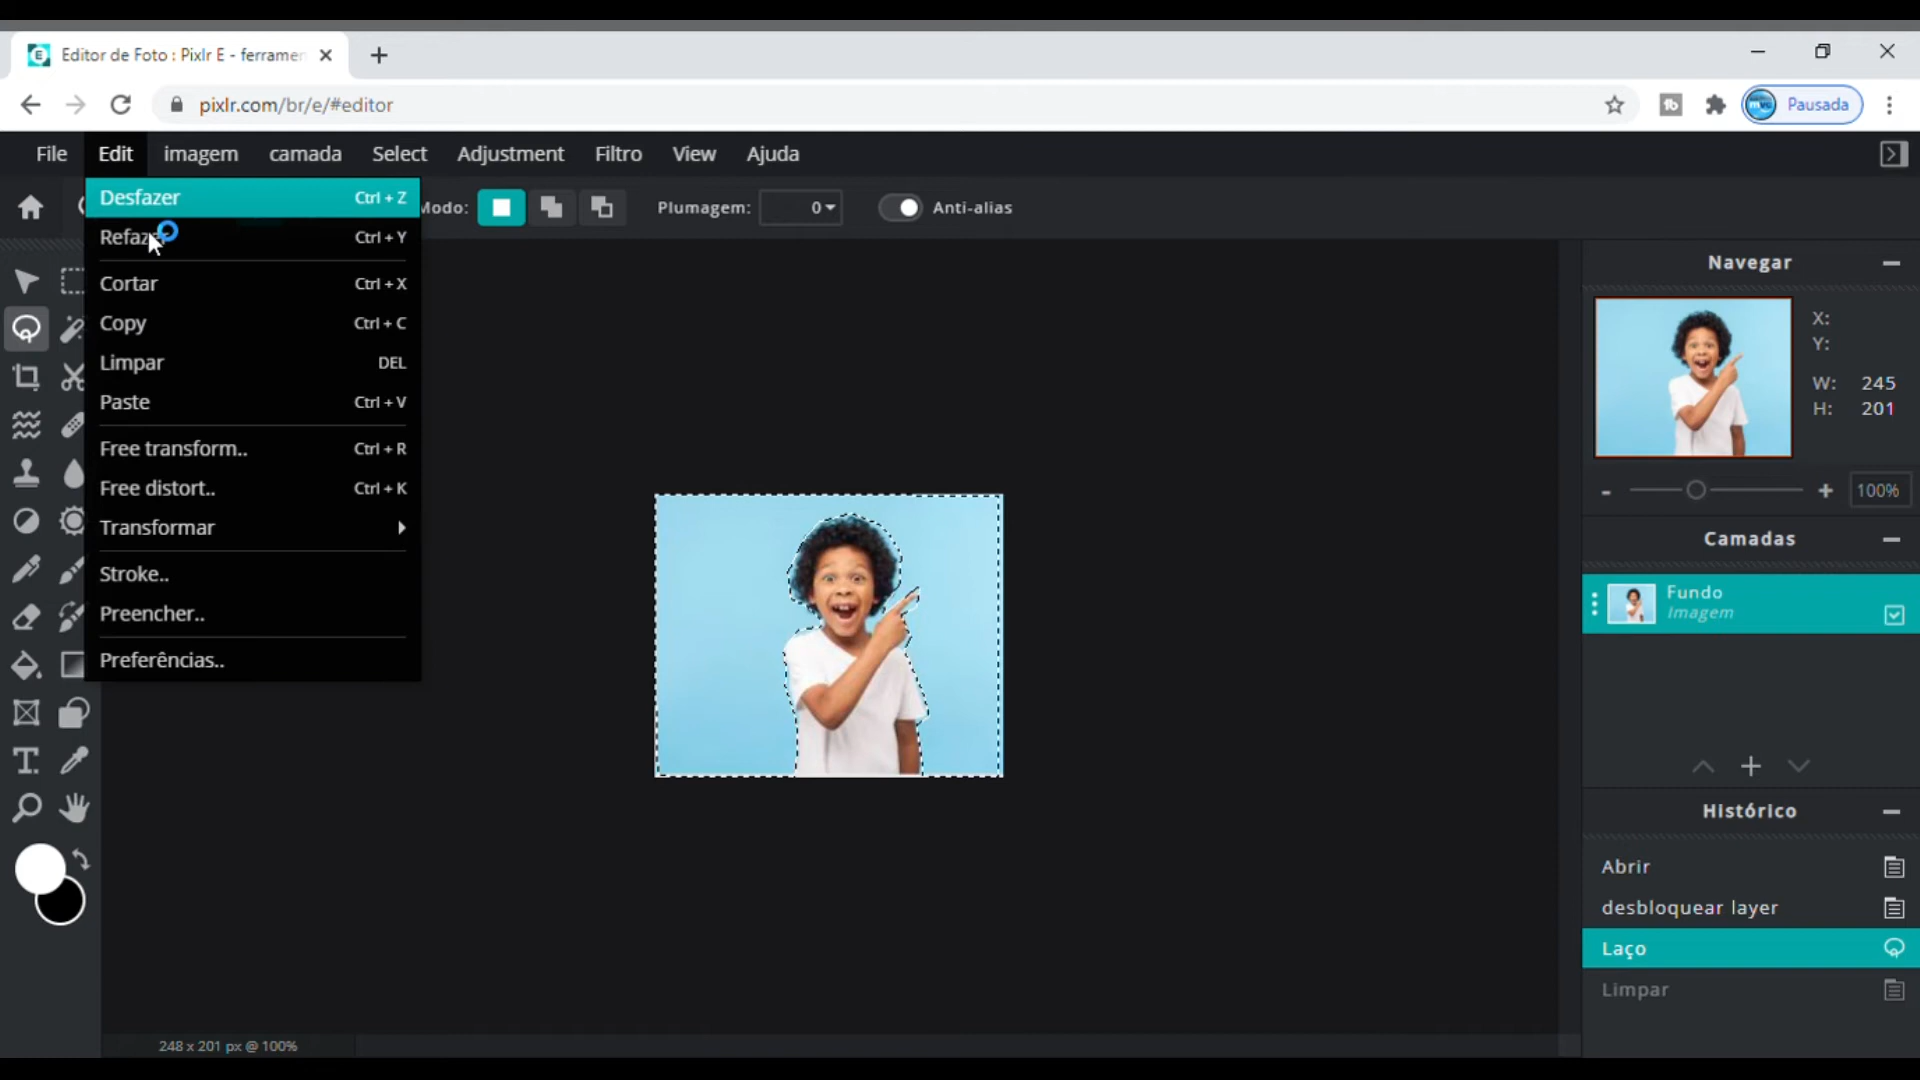 Editor de Foto : Pixlr E - ferramen
pixlr.com/br/e/#editor
Pausada
File Edit imagem camada Select Adjustment Filtro View Ajuda
Modo: Plumagem: 0 Anti-alias
Desfazer Ctrl + Z
Refazer Ctrl + Y
Cortar Ctrl + X
Copy Ctrl + C
Limpar DEL
Paste Ctrl + V
Free transform.. Ctrl + R
Free distort.. Ctrl + K
Transformar
Stroke..
Preencher..
Preferências..
Navegar
X:
Y:
W: 245
H: 201
- + 100%
Camadas
Fundo
Imagem
Histórico
Abrir
desbloquear layer
Laço
Limpar
248 x 201 px @ 100%